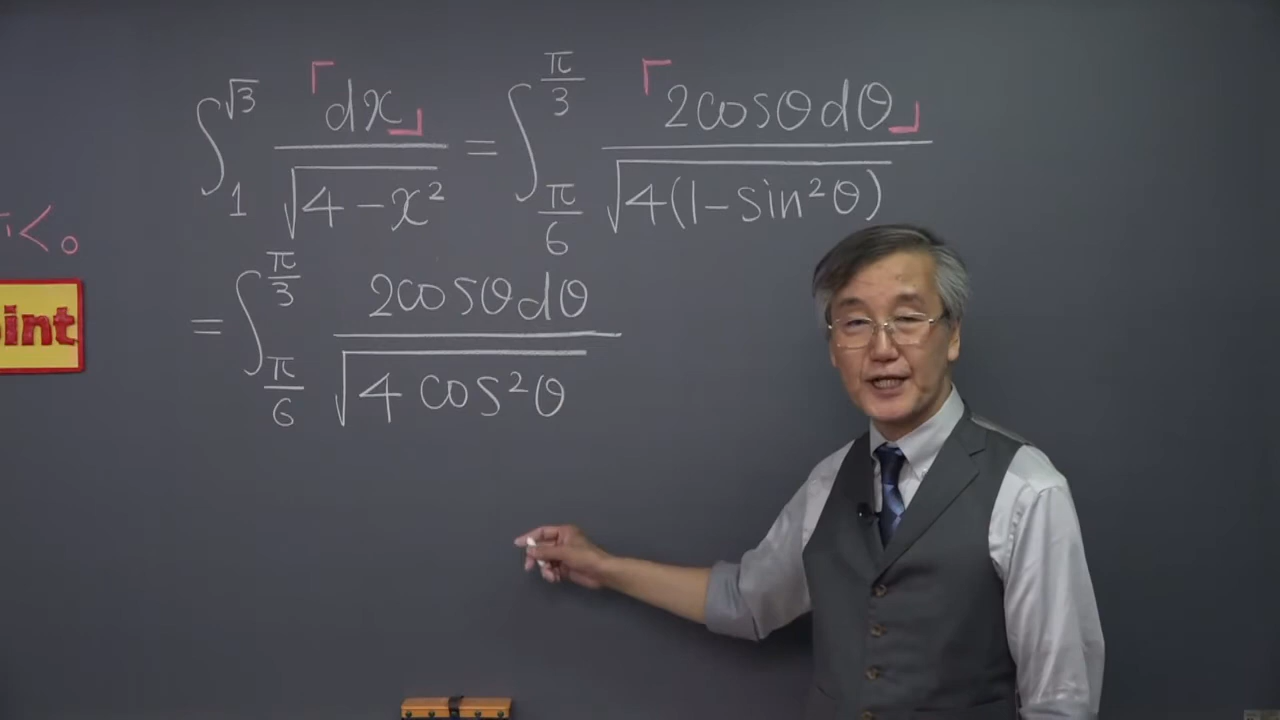 ∫_1^{√3} 「dx」/√(4-x²) = ∫_{π/6}^{π/3} 「2cosθdθ」/√(4(1-sin²θ))
<。
int
= ∫_{π/6}^{π/3} 2cosθdθ/√(4cos²θ)